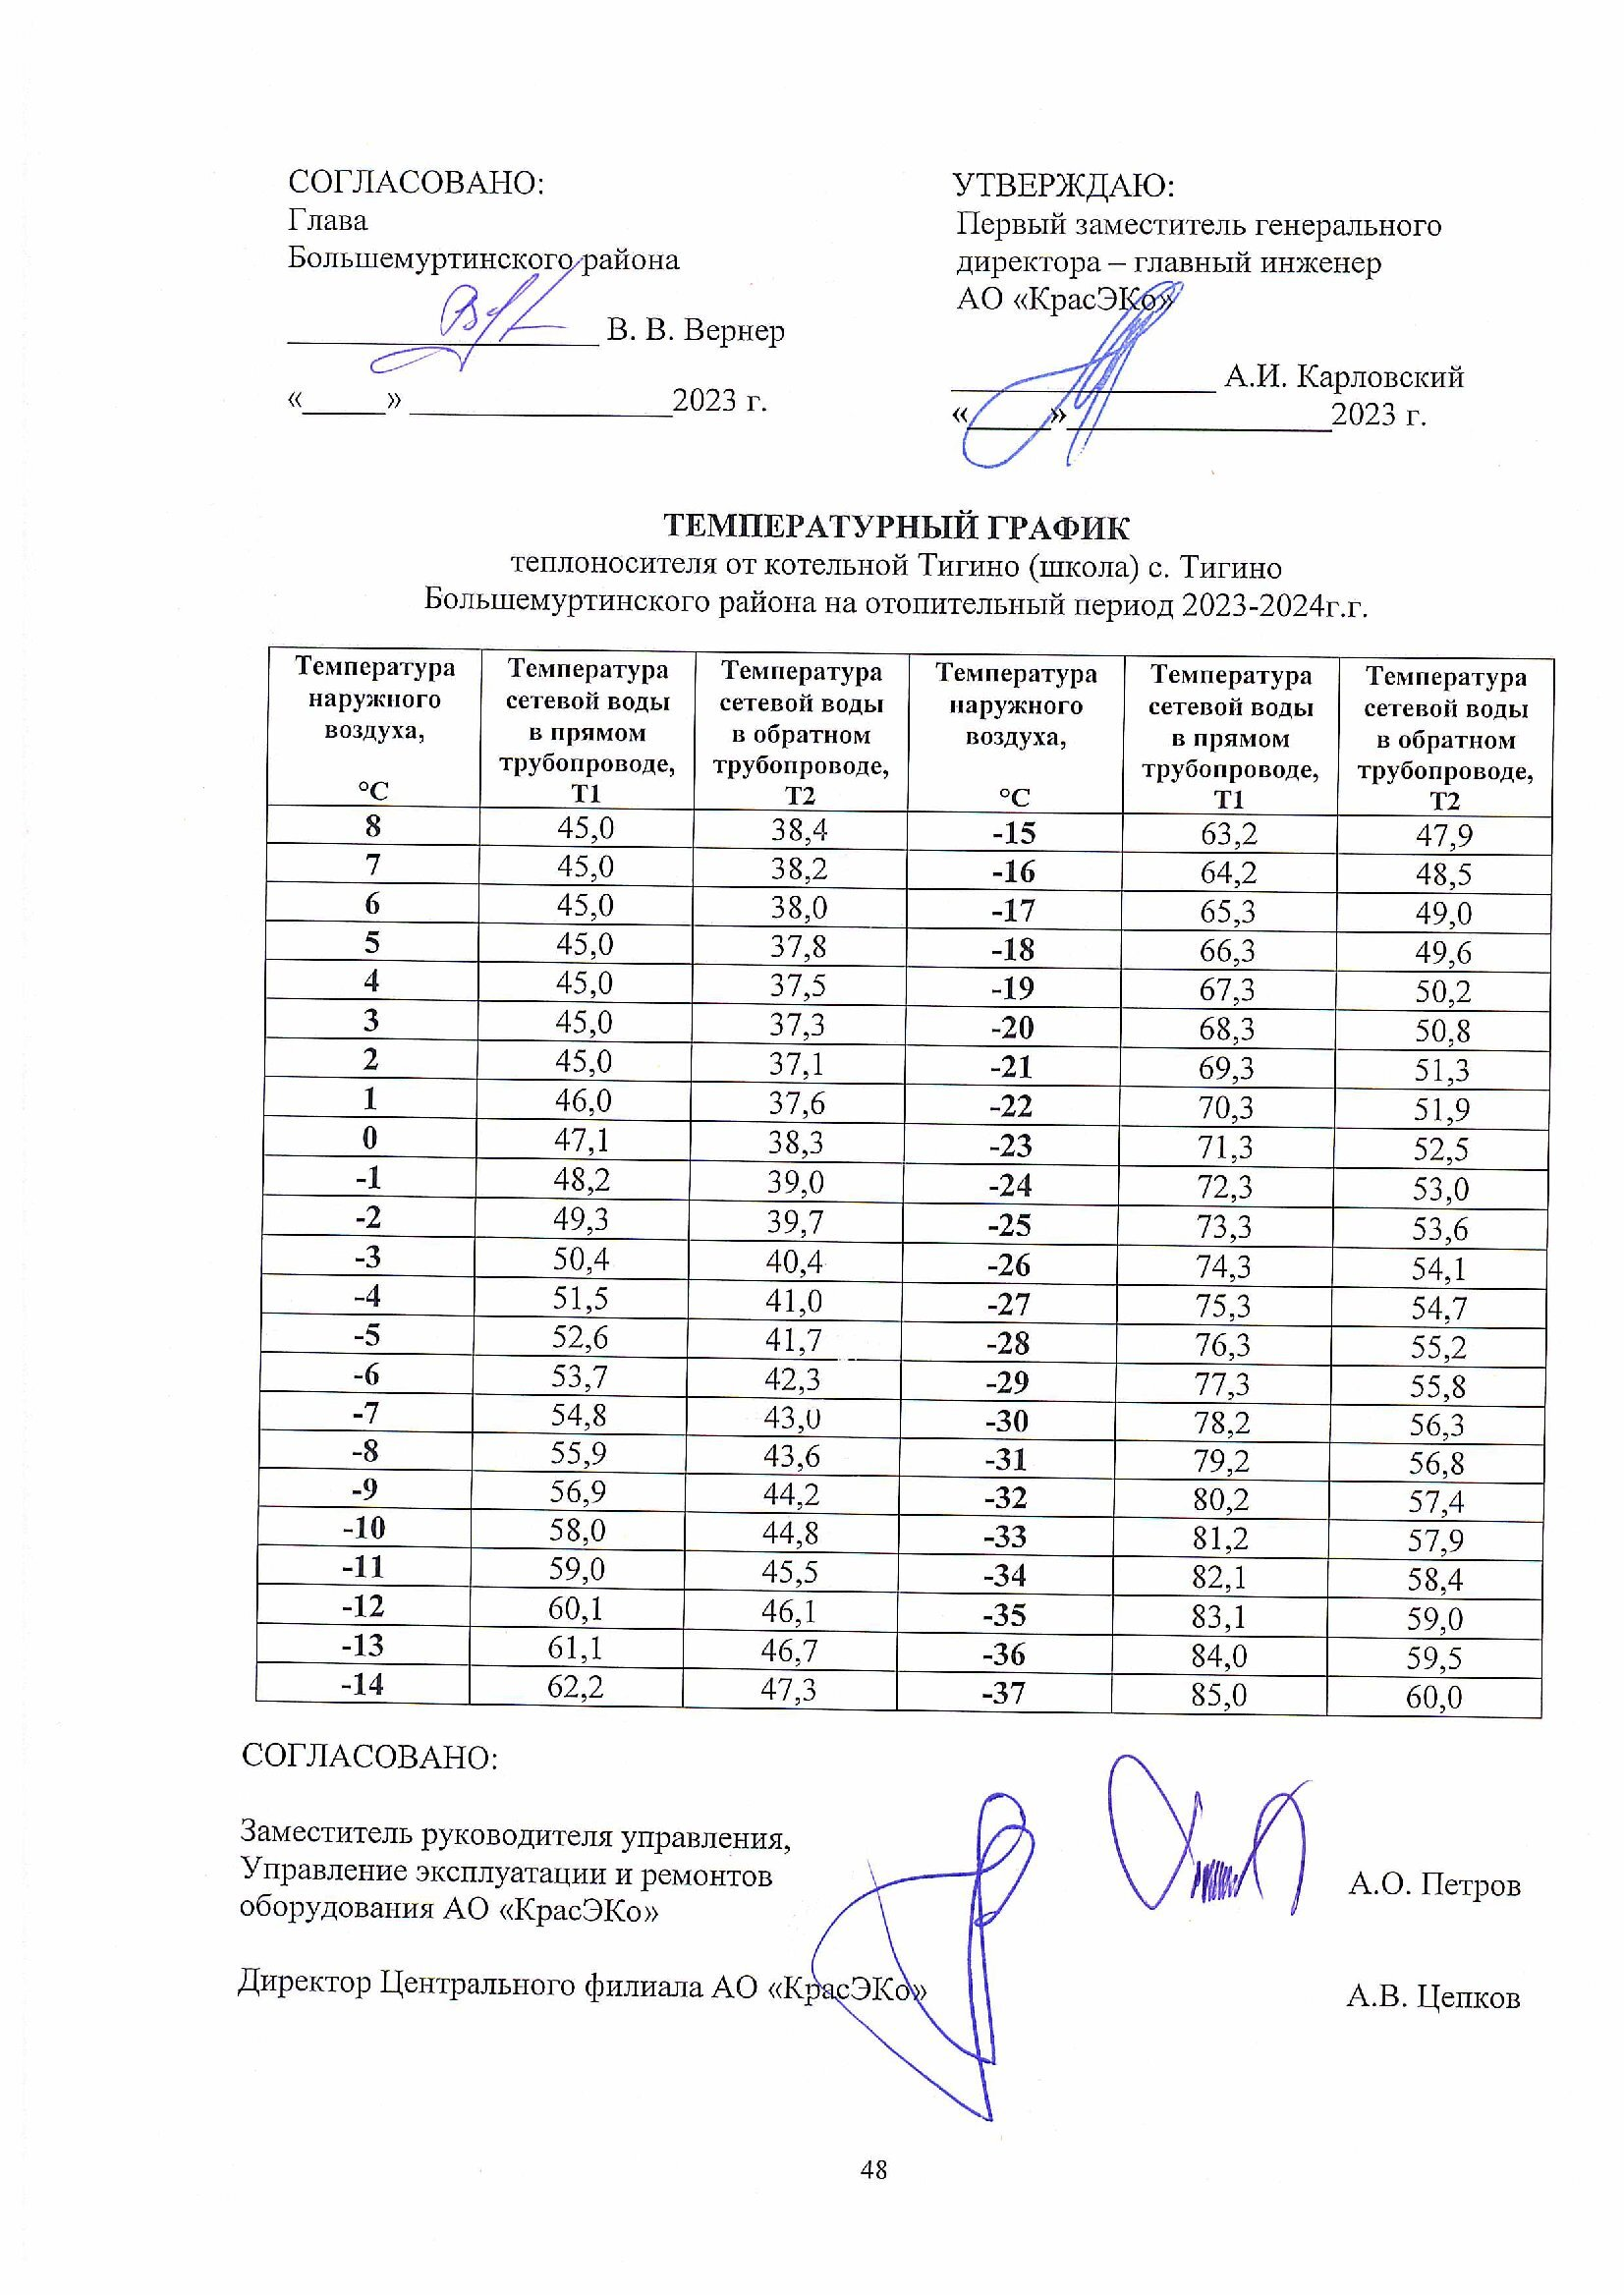 СОГЛАСОВАНО:
Глава
Большемуртинского района
В. В. Вернер
«_____» ________________2023 г.
УТВЕРЖДАЮ:
Первый заместитель генерального
директора – главный инженер
АО «КрасЭКо»
А.И. Карловский
«_____»________________2023 г.
ТЕМПЕРАТУРНЫЙ ГРАФИК
теплоносителя от котельной Тигино (школа) с. Тигино
Большемуртинского района на отопительный период 2023-2024г.г.
Температура наружного воздуха, °С | Температура сетевой воды в прямом трубопроводе, Т1 | Температура сетевой воды в обратном трубопроводе, Т2 | Температура наружного воздуха, °С | Температура сетевой воды в прямом трубопроводе, Т1 | Температура сетевой воды в обратном трубопроводе, Т2
8 45,0 38,4 -15 63,2 47,9
7 45,0 38,2 -16 64,2 48,5
6 45,0 38,0 -17 65,3 49,0
5 45,0 37,8 -18 66,3 49,6
4 45,0 37,5 -19 67,3 50,2
3 45,0 37,3 -20 68,3 50,8
2 45,0 37,1 -21 69,3 51,3
1 46,0 37,6 -22 70,3 51,9
0 47,1 38,3 -23 71,3 52,5
-1 48,2 39,0 -24 72,3 53,0
-2 49,3 39,7 -25 73,3 53,6
-3 50,4 40,4 -26 74,3 54,1
-4 51,5 41,0 -27 75,3 54,7
-5 52,6 41,7 -28 76,3 55,2
-6 53,7 42,3 -29 77,3 55,8
-7 54,8 43,0 -30 78,2 56,3
-8 55,9 43,6 -31 79,2 56,8
-9 56,9 44,2 -32 80,2 57,4
-10 58,0 44,8 -33 81,2 57,9
-11 59,0 45,5 -34 82,1 58,4
-12 60,1 46,1 -35 83,1 59,0
-13 61,1 46,7 -36 84,0 59,5
-14 62,2 47,3 -37 85,0 60,0
СОГЛАСОВАНО:
Заместитель руководителя управления,
Управление эксплуатации и ремонтов
оборудования АО «КрасЭКо»
А.О. Петров
Директор Центрального филиала АО «КрасЭКо»
А.В. Цепков
48